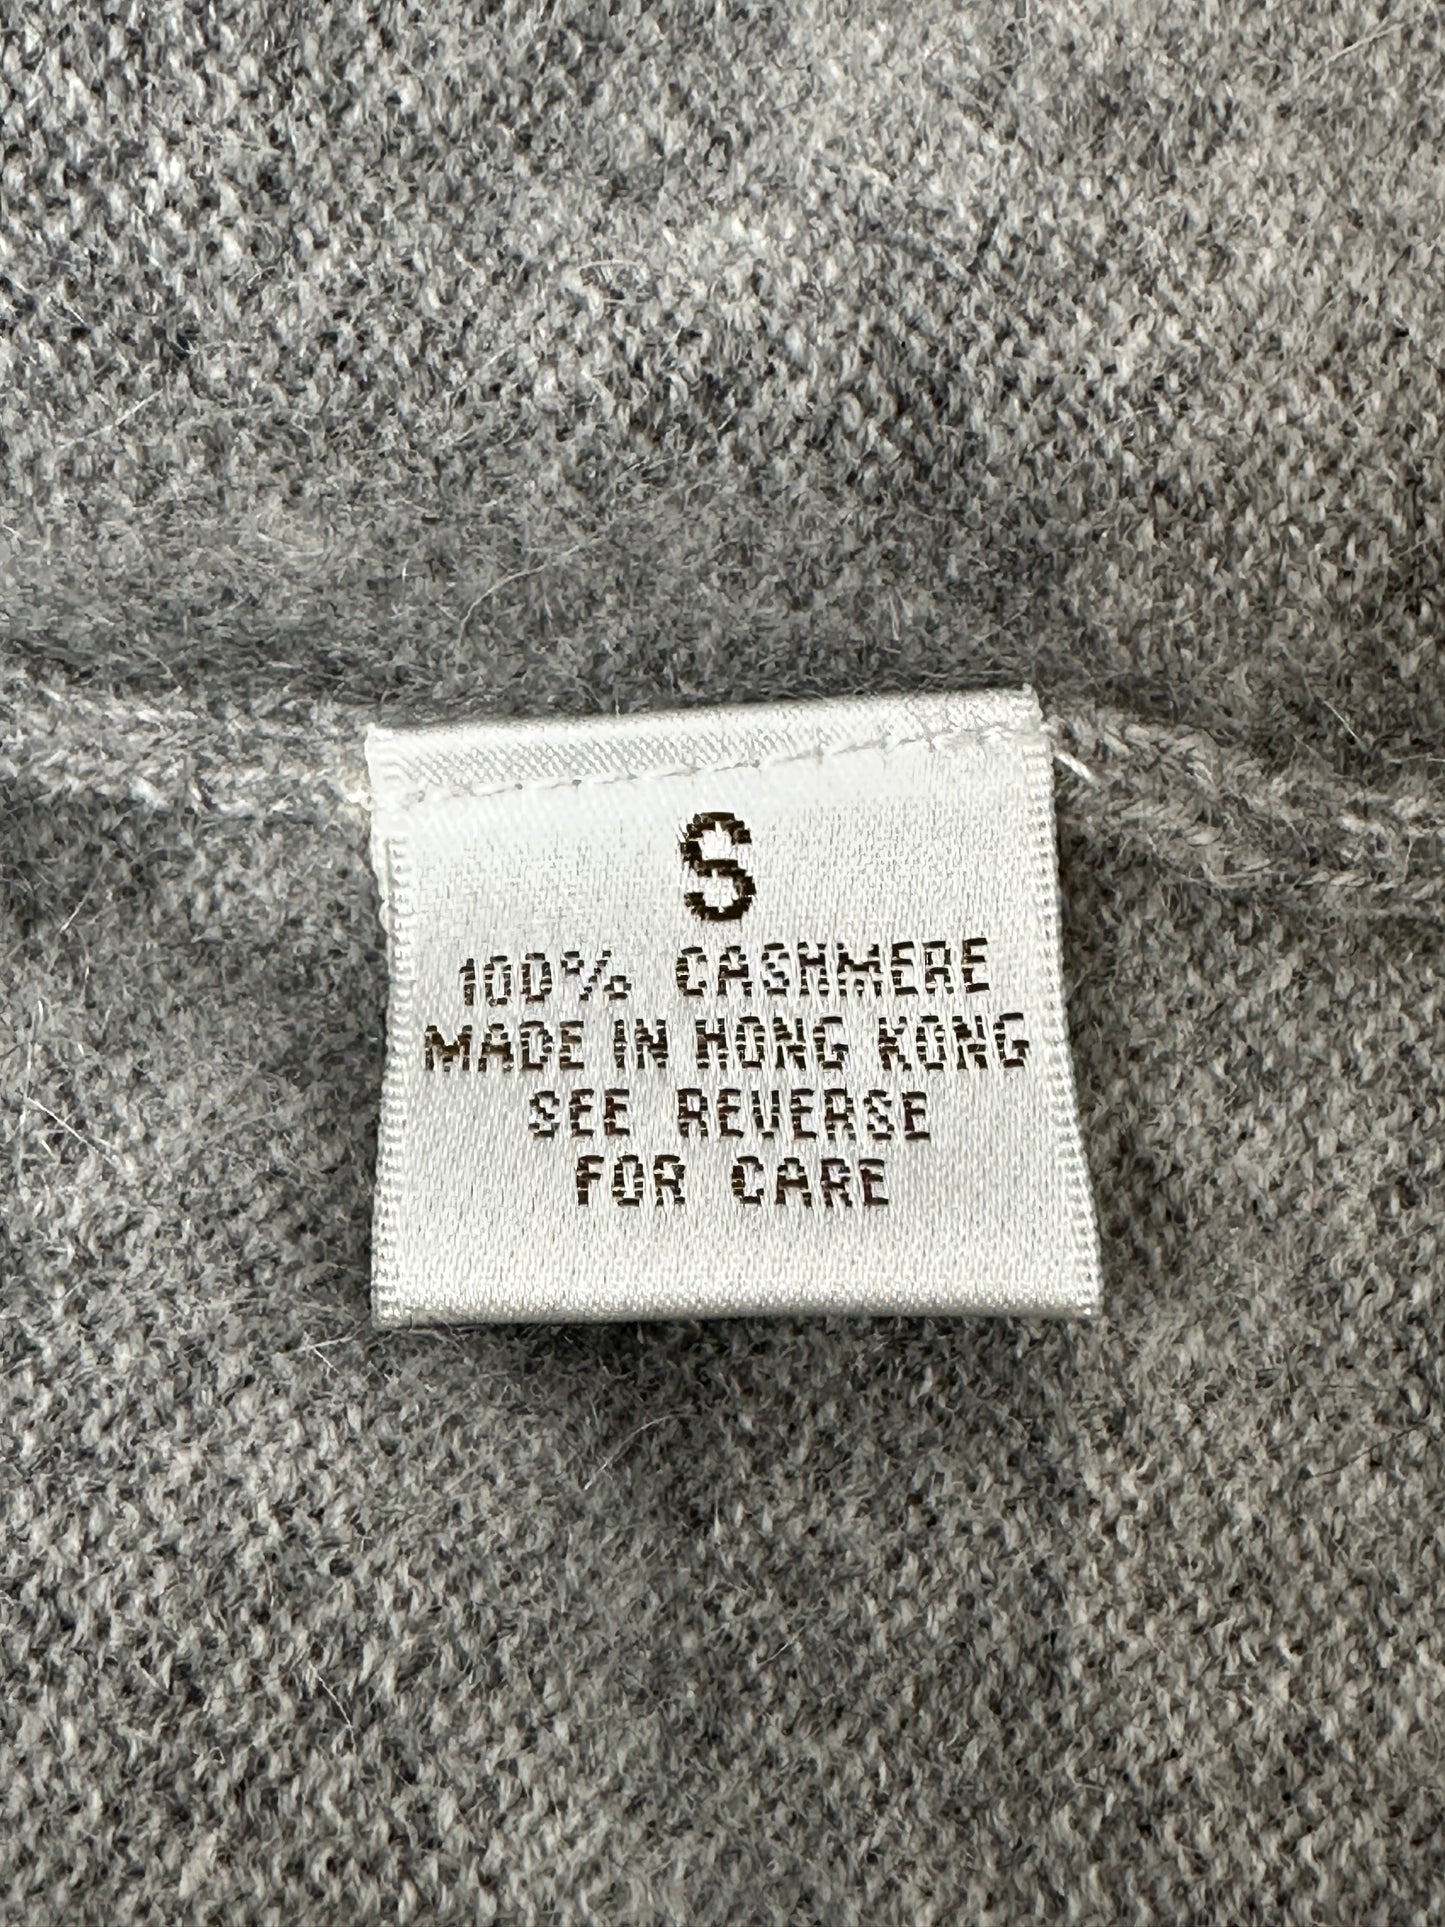 S
100% CASHMERE
MADE IN HONG KONG
SEE REVERSE
FOR CARE